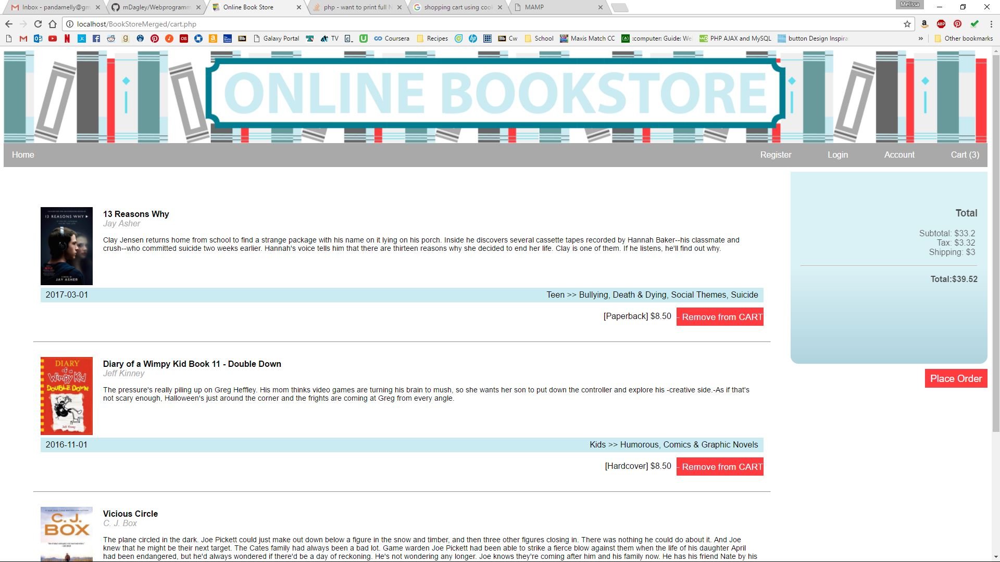 Melissa
Inbox - pandamelly@gm
mDagley/Webprogramm
Online Book Store
php - want to print full N
shopping cart using cook
MAMP
localhost/BookStoreMerged/cart.php
Galaxy Portal
TV
Coursera
Recipes
Cw
School
Maxis Match CC
:computer: Guide: We
PHP AJAX and MySQL
button Design Inspira
»
Other bookmarks
ONLINE BOOKSTORE
Home
Register
Login
Account
Cart (3)
13 REASONS WHY
JAY ASHER
13 Reasons Why
Jay Asher
Clay Jensen returns home from school to find a strange package with his name on it lying on his porch. Inside he discovers several cassette tapes recorded by Hannah Baker--his classmate and
crush--who committed suicide two weeks earlier. Hannah's voice tells him that there are thirteen reasons why she decided to end her life. Clay is one of them. If he listens, he'll find out why.
2017-03-01
Teen >> Bullying, Death & Dying, Social Themes, Suicide
[Paperback] $8.50
- Remove from CART
Total
Subtotal: $33.2
Tax: $3.32
Shipping: $3
Total:$39.52
Place Order
DIARY
of a
Wimpy Kid
DOUBLE DOWN
Jeff Kinney
Diary of a Wimpy Kid Book 11 - Double Down
Jeff Kinney
The pressure's really piling up on Greg Heffley. His mom thinks video games are turning his brain to mush, so she wants her son to put down the controller and explore his -creative side.-As if that's
not scary enough, Halloween's just around the corner and the frights are coming at Greg from every angle.
2016-11-01
Kids >> Humorous, Comics & Graphic Novels
[Hardcover] $8.50
- Remove from CART
C. J.
BOX
Vicious Circle
C. J. Box
The plane circled in the dark. Joe Pickett could just make out down below a figure in the snow and timber, and then three other figures closing in. There was nothing he could do about it. And Joe
knew that he might be their next target. The Cates family had always been a bad lot. Game warden Joe Pickett had been able to strike a fierce blow against them when the life of his daughter April
had been endangered, but he'd always wondered if there'd be a day of reckoning. He's not wondering any longer. Joe knows they're coming after him and his family now. He has his friend Nate by his